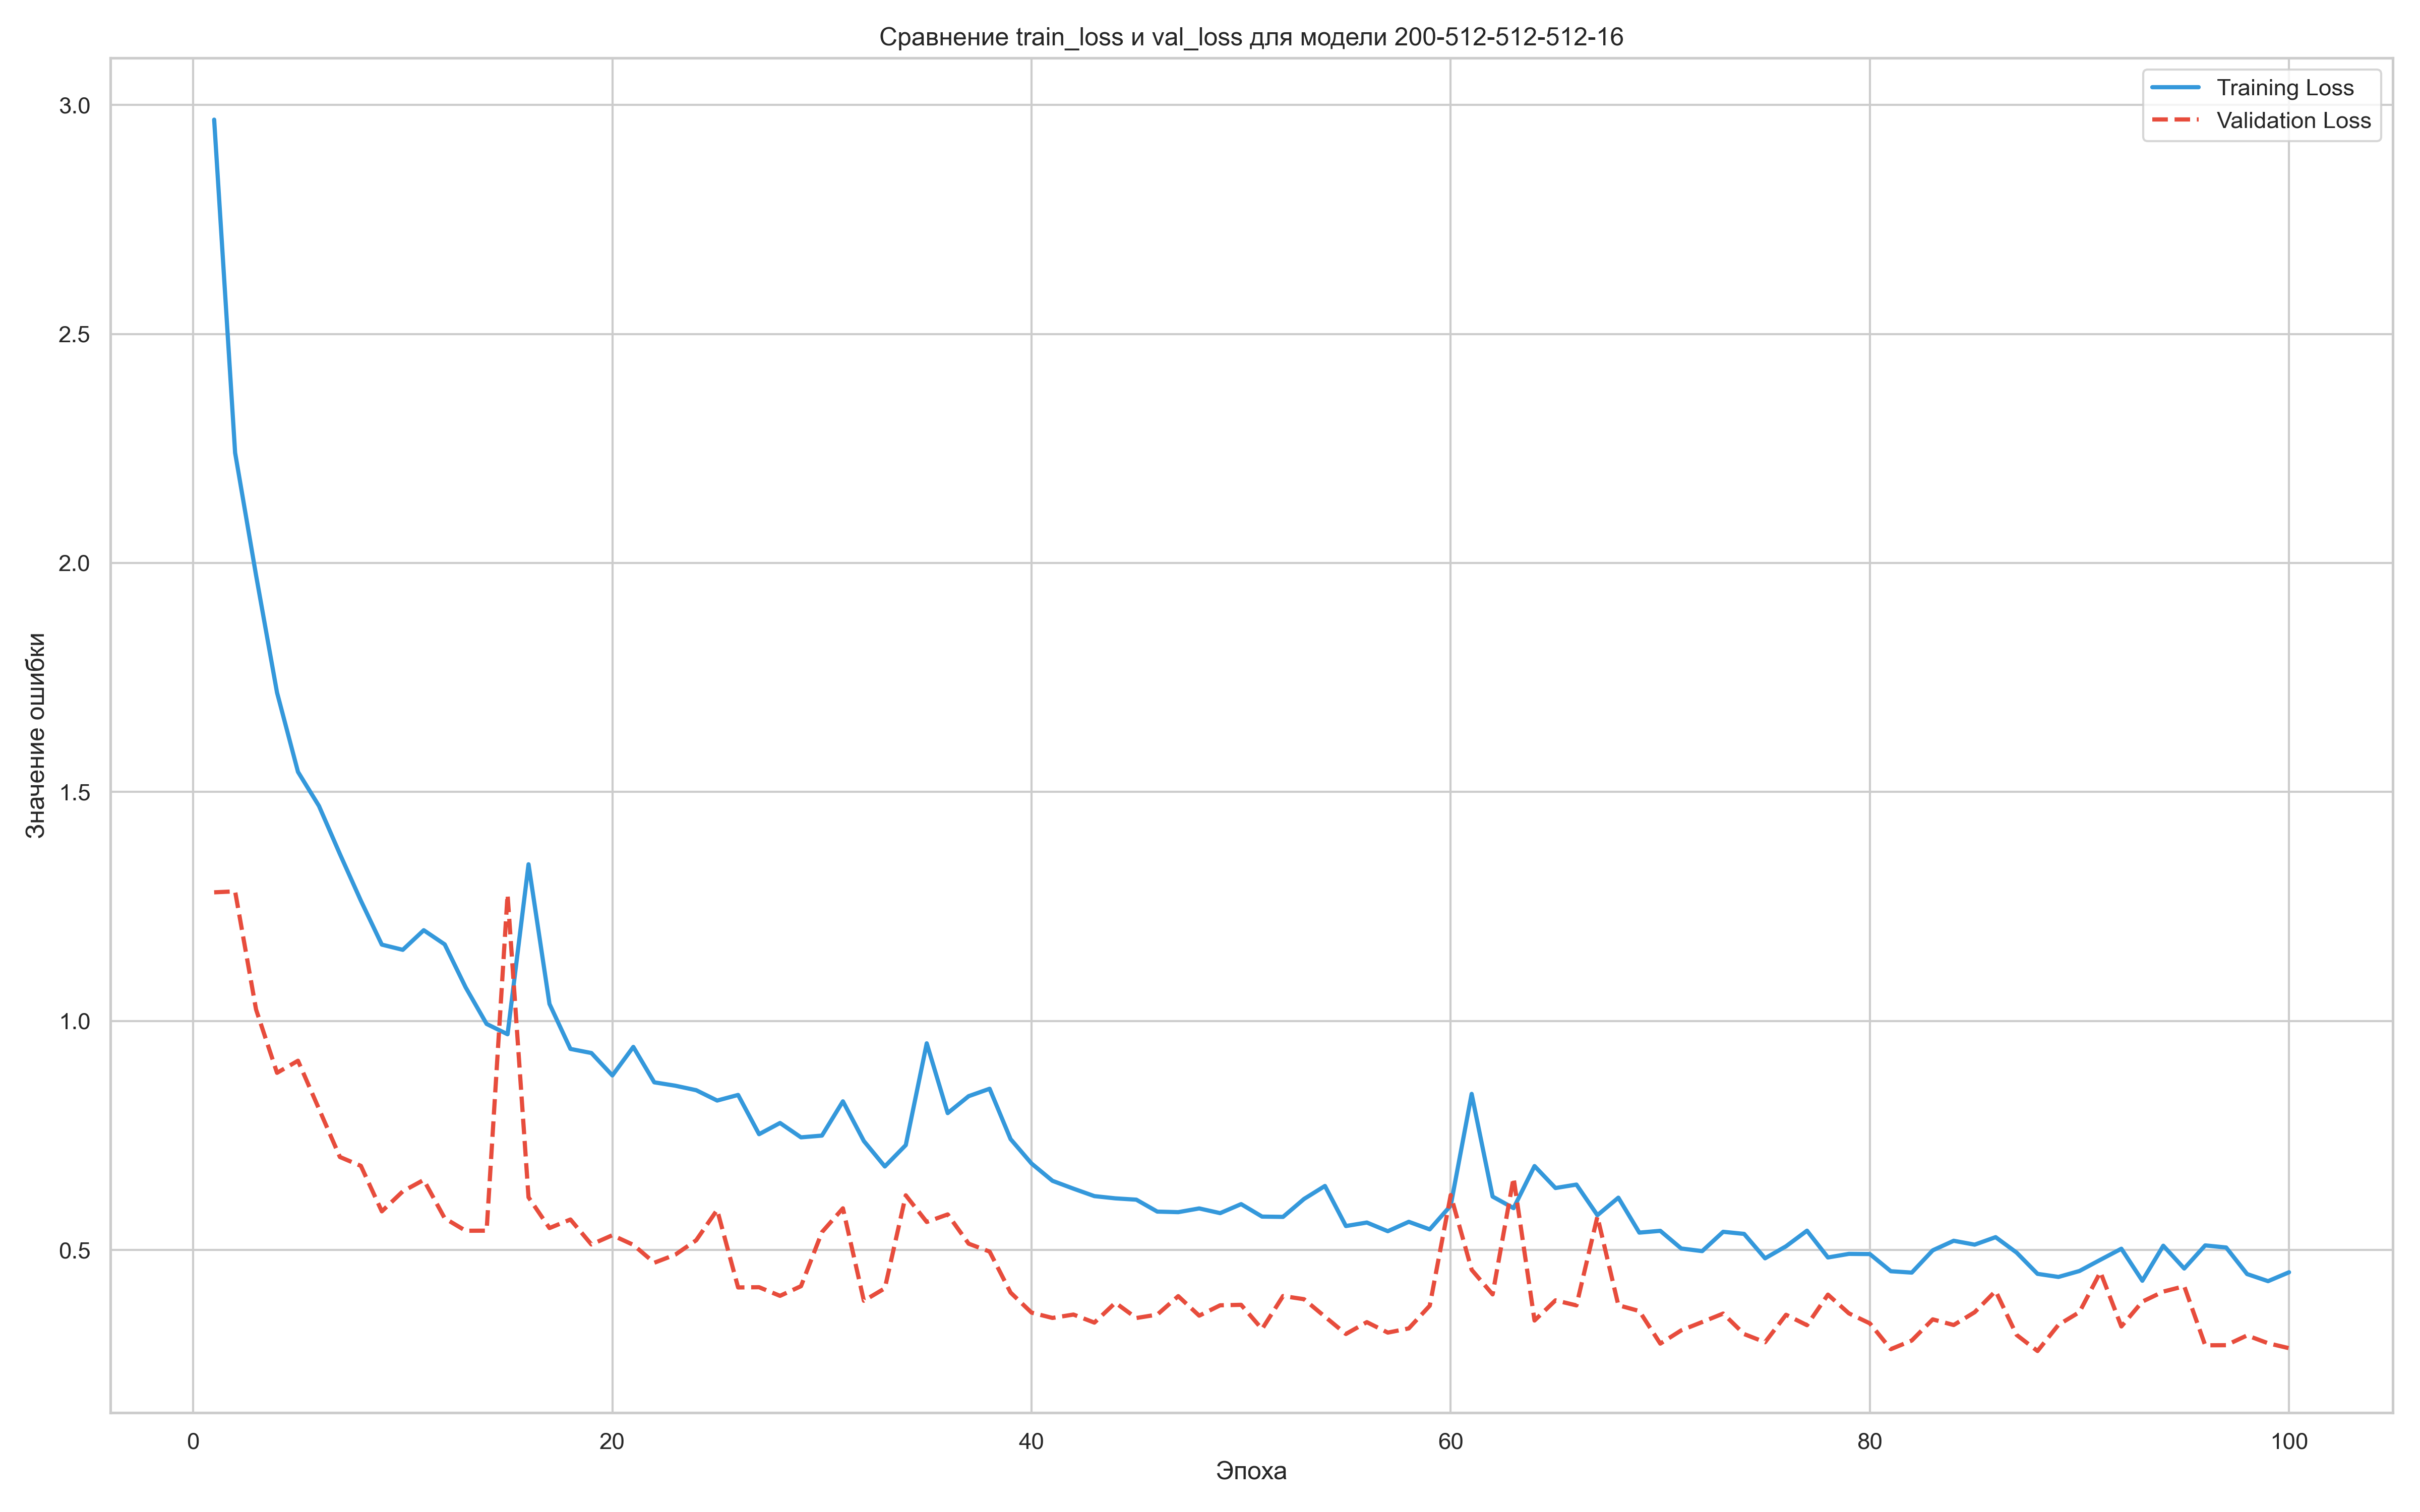 Сравнение train_loss и val_loss для модели 200-512-512-512-16
Training Loss
Validation Loss
3.0
2.5
2.0
1.5
1.0
0.5
Значение ошибки
0
20
40
60
80
100
Эпоха